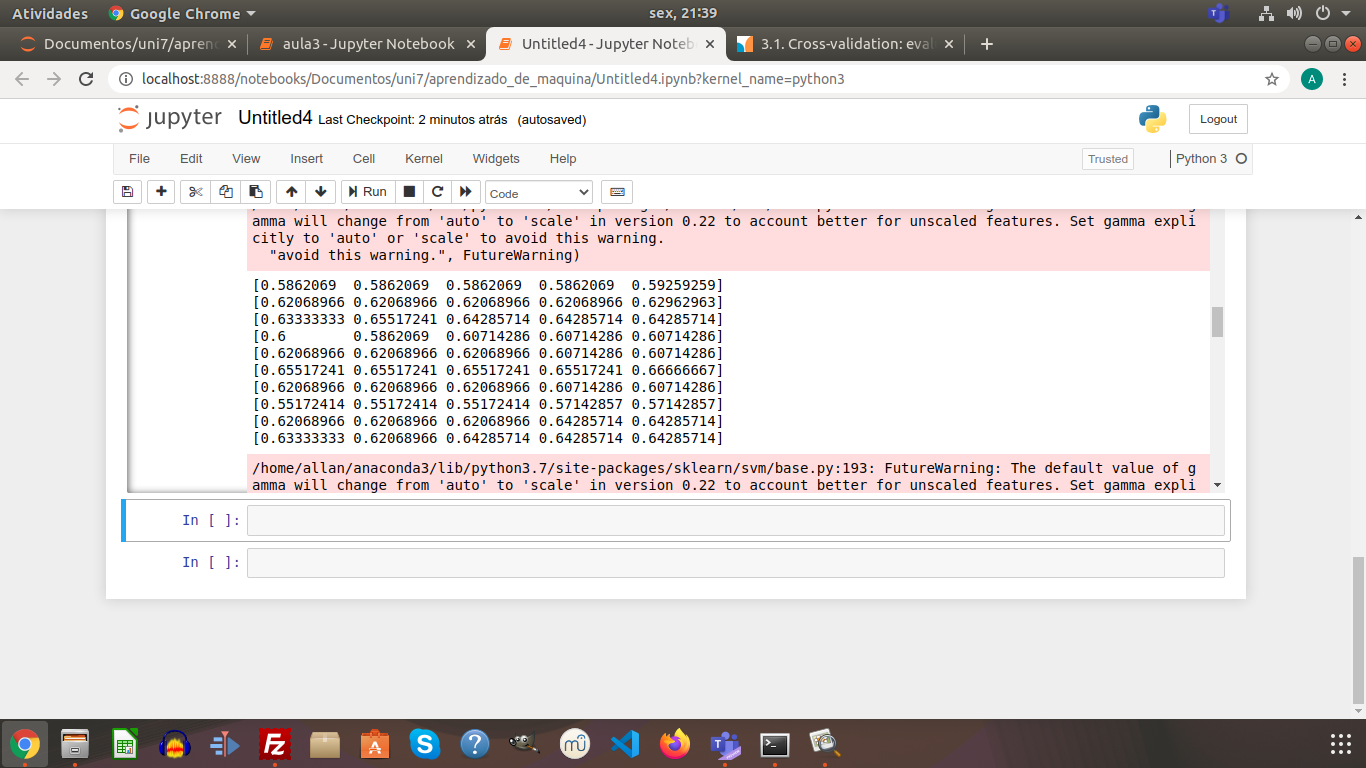 Atividades Google Chrome sex, 21:39
Documentos/uni7/apren aula3 - Jupyter Notebook Untitled4 - Jupyter Noteb 3.1. Cross-validation: eval
localhost:8888/notebooks/Documentos/uni7/aprendizado_de_maquina/Untitled4.ipynb?kernel_name=python3 A
jupyter Untitled4 Last Checkpoint: 2 minutos atrás (autosaved) Logout
File Edit View Insert Cell Kernel Widgets Help Trusted Python 3
Run Code
amma will change from 'auto' to 'scale' in version 0.22 to account better for unscaled features. Set gamma expli
citly to 'auto' or 'scale' to avoid this warning.
"avoid this warning.", FutureWarning)
[0.5862069 0.5862069 0.5862069 0.5862069 0.59259259]
[0.62068966 0.62068966 0.62068966 0.62068966 0.62962963]
[0.63333333 0.65517241 0.64285714 0.64285714 0.64285714]
[0.6 0.5862069 0.60714286 0.60714286 0.60714286]
[0.62068966 0.62068966 0.62068966 0.60714286 0.60714286]
[0.65517241 0.65517241 0.65517241 0.65517241 0.66666667]
[0.62068966 0.62068966 0.62068966 0.60714286 0.60714286]
[0.55172414 0.55172414 0.55172414 0.57142857 0.57142857]
[0.62068966 0.62068966 0.62068966 0.64285714 0.64285714]
[0.63333333 0.62068966 0.64285714 0.64285714 0.64285714]
/home/allan/anaconda3/lib/python3.7/site-packages/sklearn/svm/base.py:193: FutureWarning: The default value of g
amma will change from 'auto' to 'scale' in version 0.22 to account better for unscaled features. Set gamma expli
In [ ]:
In [ ]: